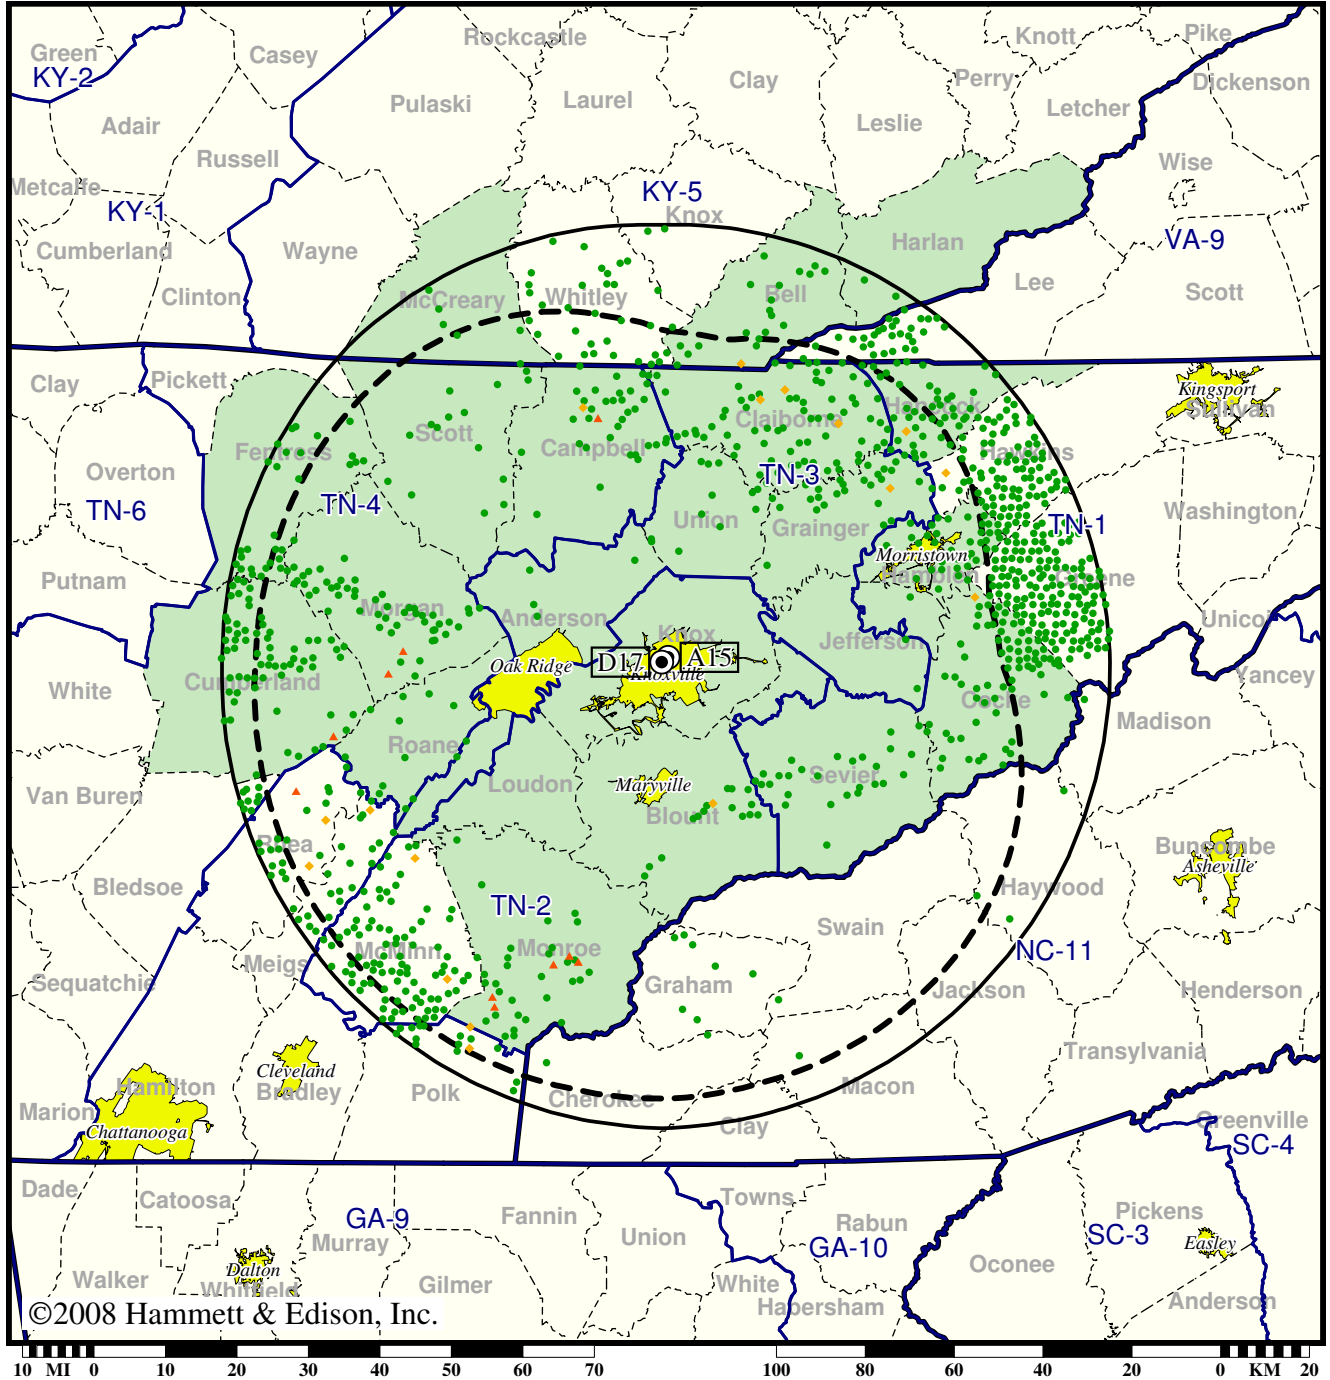 Green
Casey
Rockcastle
Knott
Pike
KY-2
Clay
Perry
Dickenson
Pulaski
Laurel
Letcher
Adair
Leslie
Russell
Wise
Metcalfe
KY-5
KY-1
Knox
VA-9
Cumberland
Wayne
Harlan
Lee
Clinton
McCreary
Whitley
Bell
Scott
Clay
Pickett
Kingsport
Sullivan
Claiborne
Hancock
Scott
Campbell
Fentress
Hawkins
Overton
TN-3
TN-6
TN-4
Union
Grainger
TN-1
Washington
Morristown
Putnam
Hamblen
Greene
Morgan
Anderson
Unicoi
Knox
Jefferson
D17
A15
Oak Ridge
Knoxville
White
Cumberland
Yancey
Cocke
Madison
Roane
Loudon
Maryville
Sevier
Van Buren
Blount
Rhea
Buncombe
Asheville
Bledsoe
Haywood
TN-2
Swain
McMinn
Monroe
NC-11
Meigs
Sequatchie
Graham
Jackson
Henderson
Transylvania
Cleveland
Hamilton
Bradley
Polk
Cherokee
Macon
Marion
Chattanooga
Clay
Greenville
SC-4
Dade
Catoosa
Towns
GA-9
Fannin
Rabun
Pickens
Murray
Union
GA-10
SC-3
Easley
Dalton
Oconee
Walker
Whitfield
Gilmer
White
Habersham
Anderson
©2008 Hammett & Edison, Inc.
10 MI 0 10 20 30 40 50 60 70 100 80 60 40 20 0 KM 20